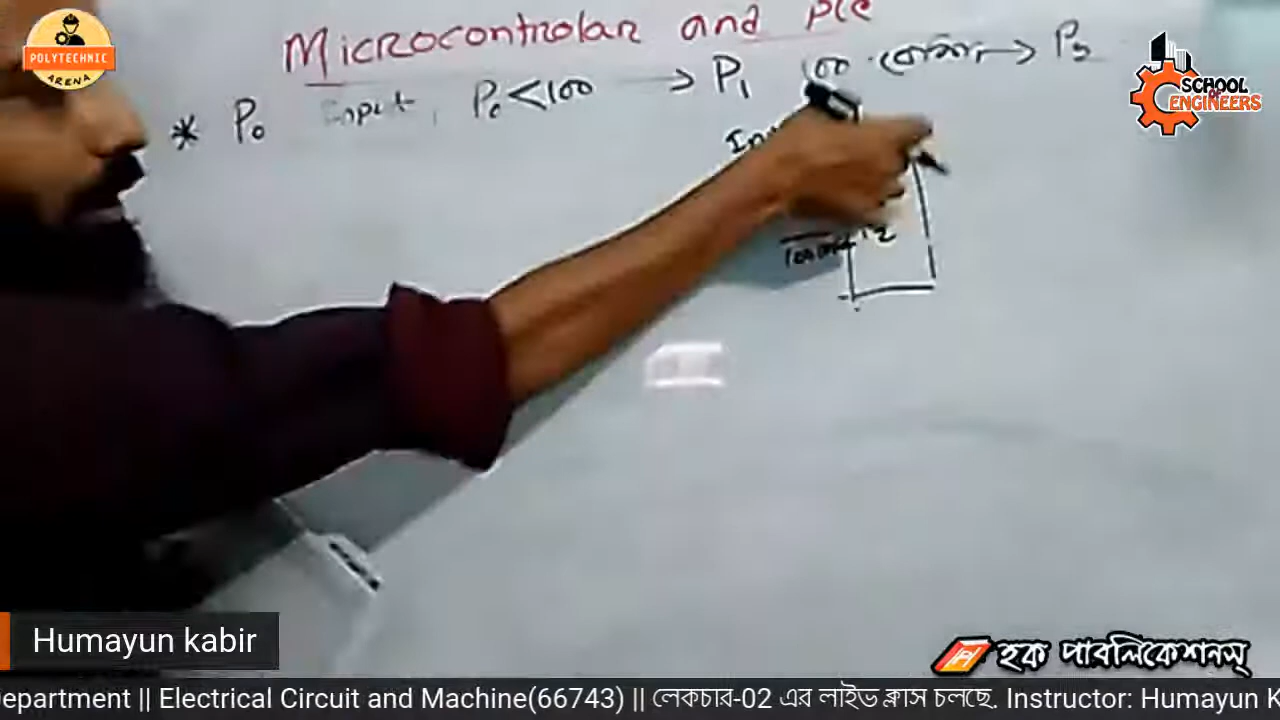 POLYTECHNIC
ARENA
Microcontrolar and PLC
* P₀ Input, P₀<100 → P₁ 100 → P₃
SCHOOL
OF
ENGINEERS
Humayun kabir
হক পাবলিকেশনস্
Department || Electrical Circuit and Machine(66743) || লেকচার-02 এর লাইভ ক্লাস চলছে. Instructor: Humayun K